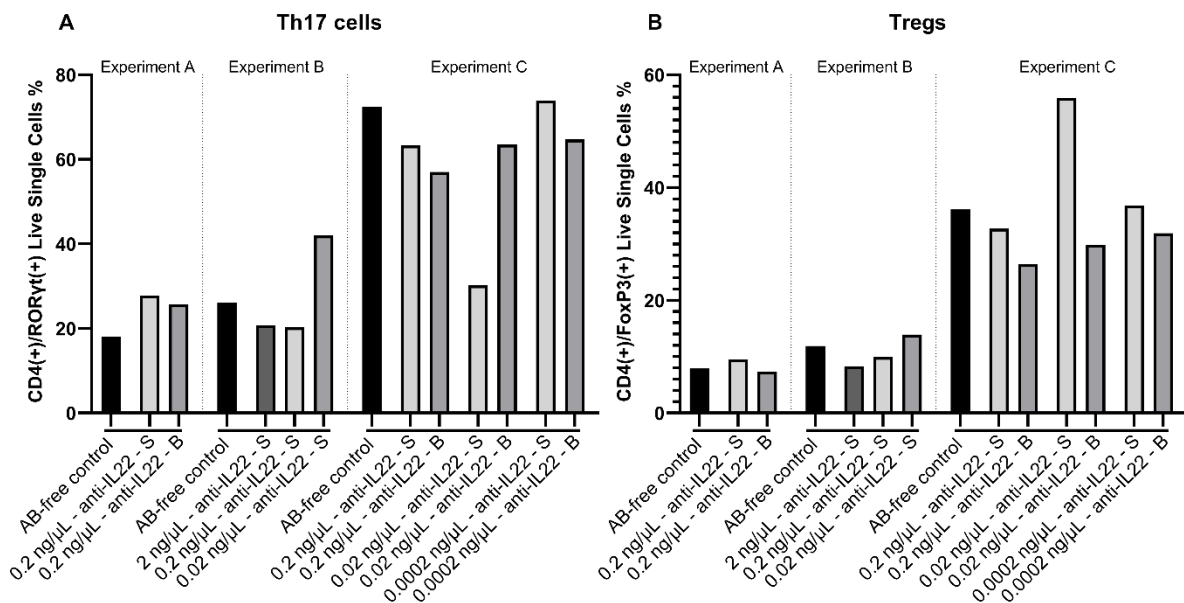 A
Th17 cells
Experiment A
Experiment B
Experiment C
CD4(+)/RORγt(+) Live Single Cells %
80
60
40
20
0
AB-free control
0.2 ng/µL - anti-IL22 - S
0.2 ng/µL - anti-IL22 - B
AB-free control
2 ng/µL - anti-IL22 - S
0.2 ng/µL - anti-IL22 - S
0.02 ng/µL - anti-IL22 - S
AB-free control
0.2 ng/µL - anti-IL22 - S
0.2 ng/µL - anti-IL22 - B
0.02 ng/µL - anti-IL22 - S
0.02 ng/µL - anti-IL22 - B
0.0002 ng/µL - anti-IL22 - S
0.0002 ng/µL - anti-IL22 - B
B
Tregs
Experiment A
Experiment B
Experiment C
CD4(+)/FoxP3(+) Live Single Cells %
60
40
20
0
AB-free control
0.2 ng/µL - anti-IL22 - S
0.2 ng/µL - anti-IL22 - B
AB-free control
2 ng/µL - anti-IL22 - S
0.2 ng/µL - anti-IL22 - S
0.02 ng/µL - anti-IL22 - S
AB-free control
0.2 ng/µL - anti-IL22 - S
0.2 ng/µL - anti-IL22 - B
0.02 ng/µL - anti-IL22 - S
0.02 ng/µL - anti-IL22 - B
0.0002 ng/µL - anti-IL22 - S
0.0002 ng/µL - anti-IL22 - B